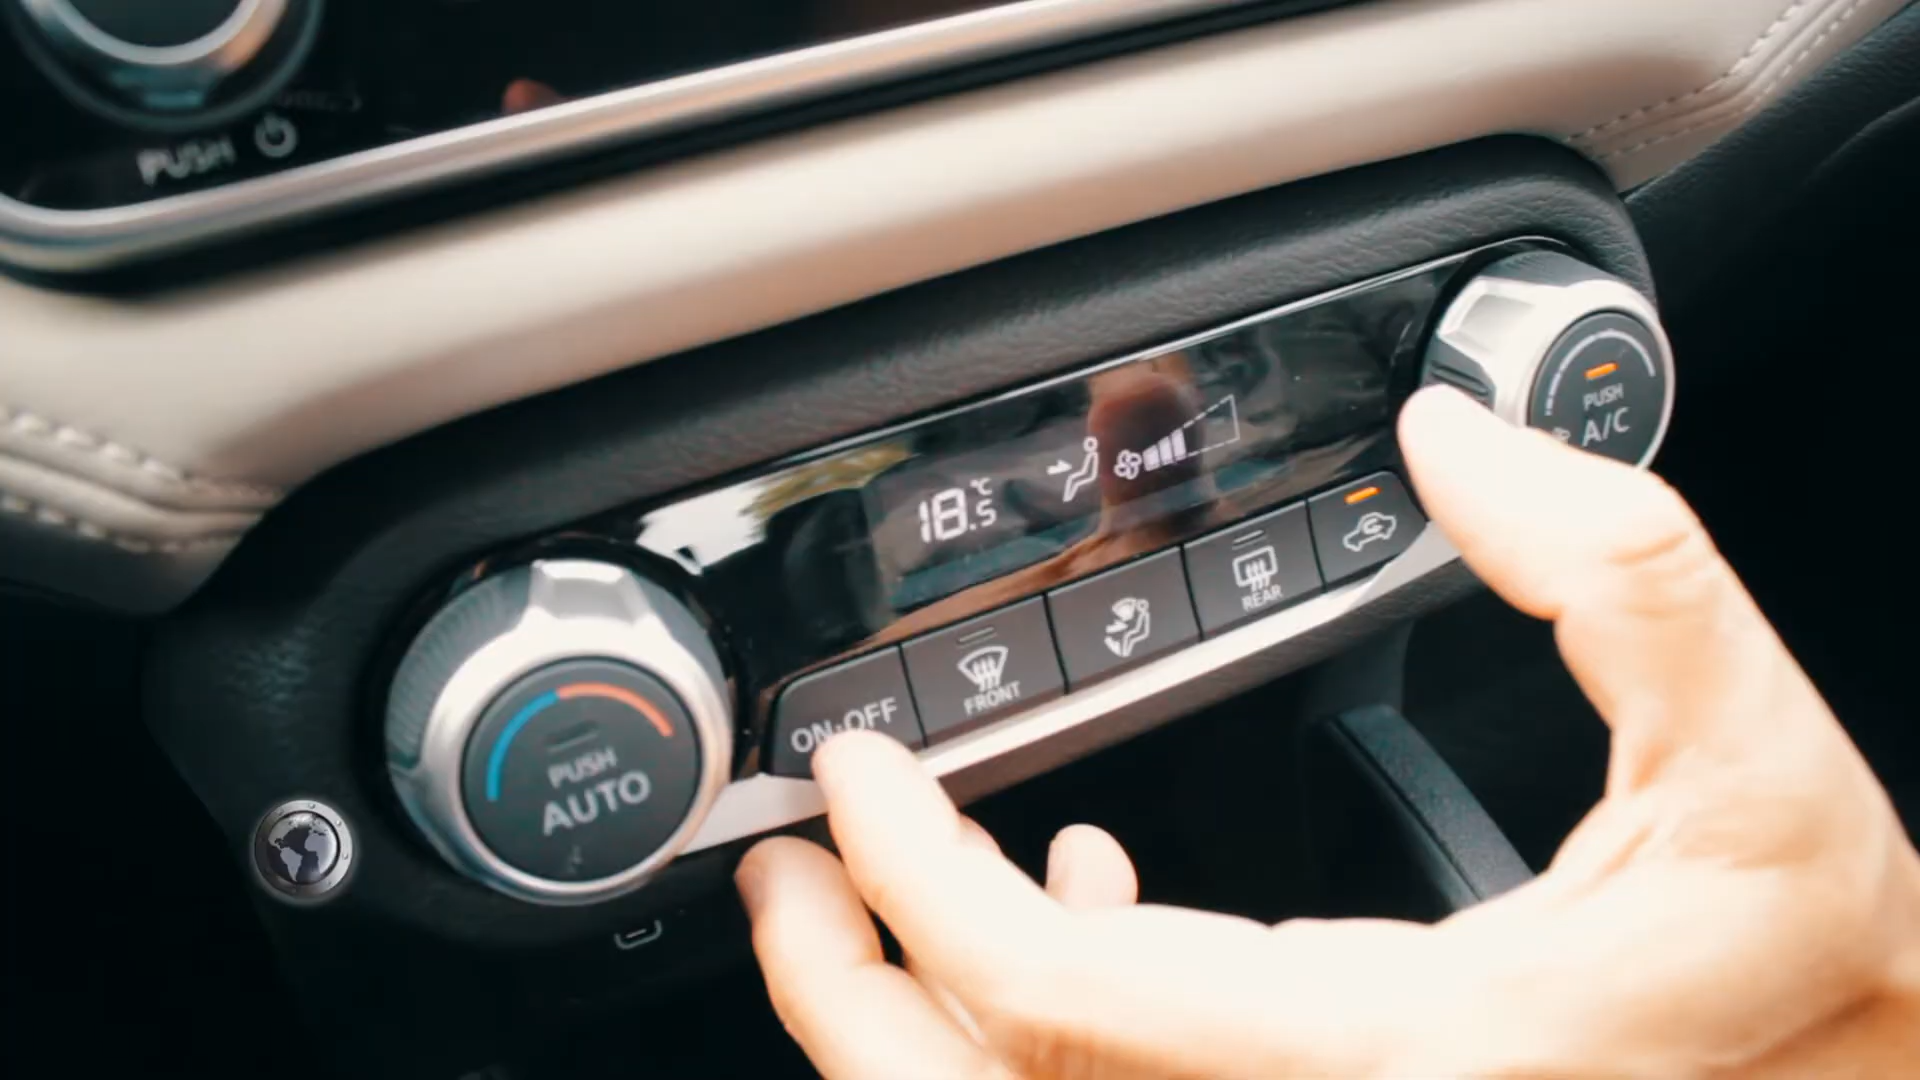 PUSH
18.5 °C
PUSH
A/C
REAR
FRONT
ON·OFF
PUSH
AUTO